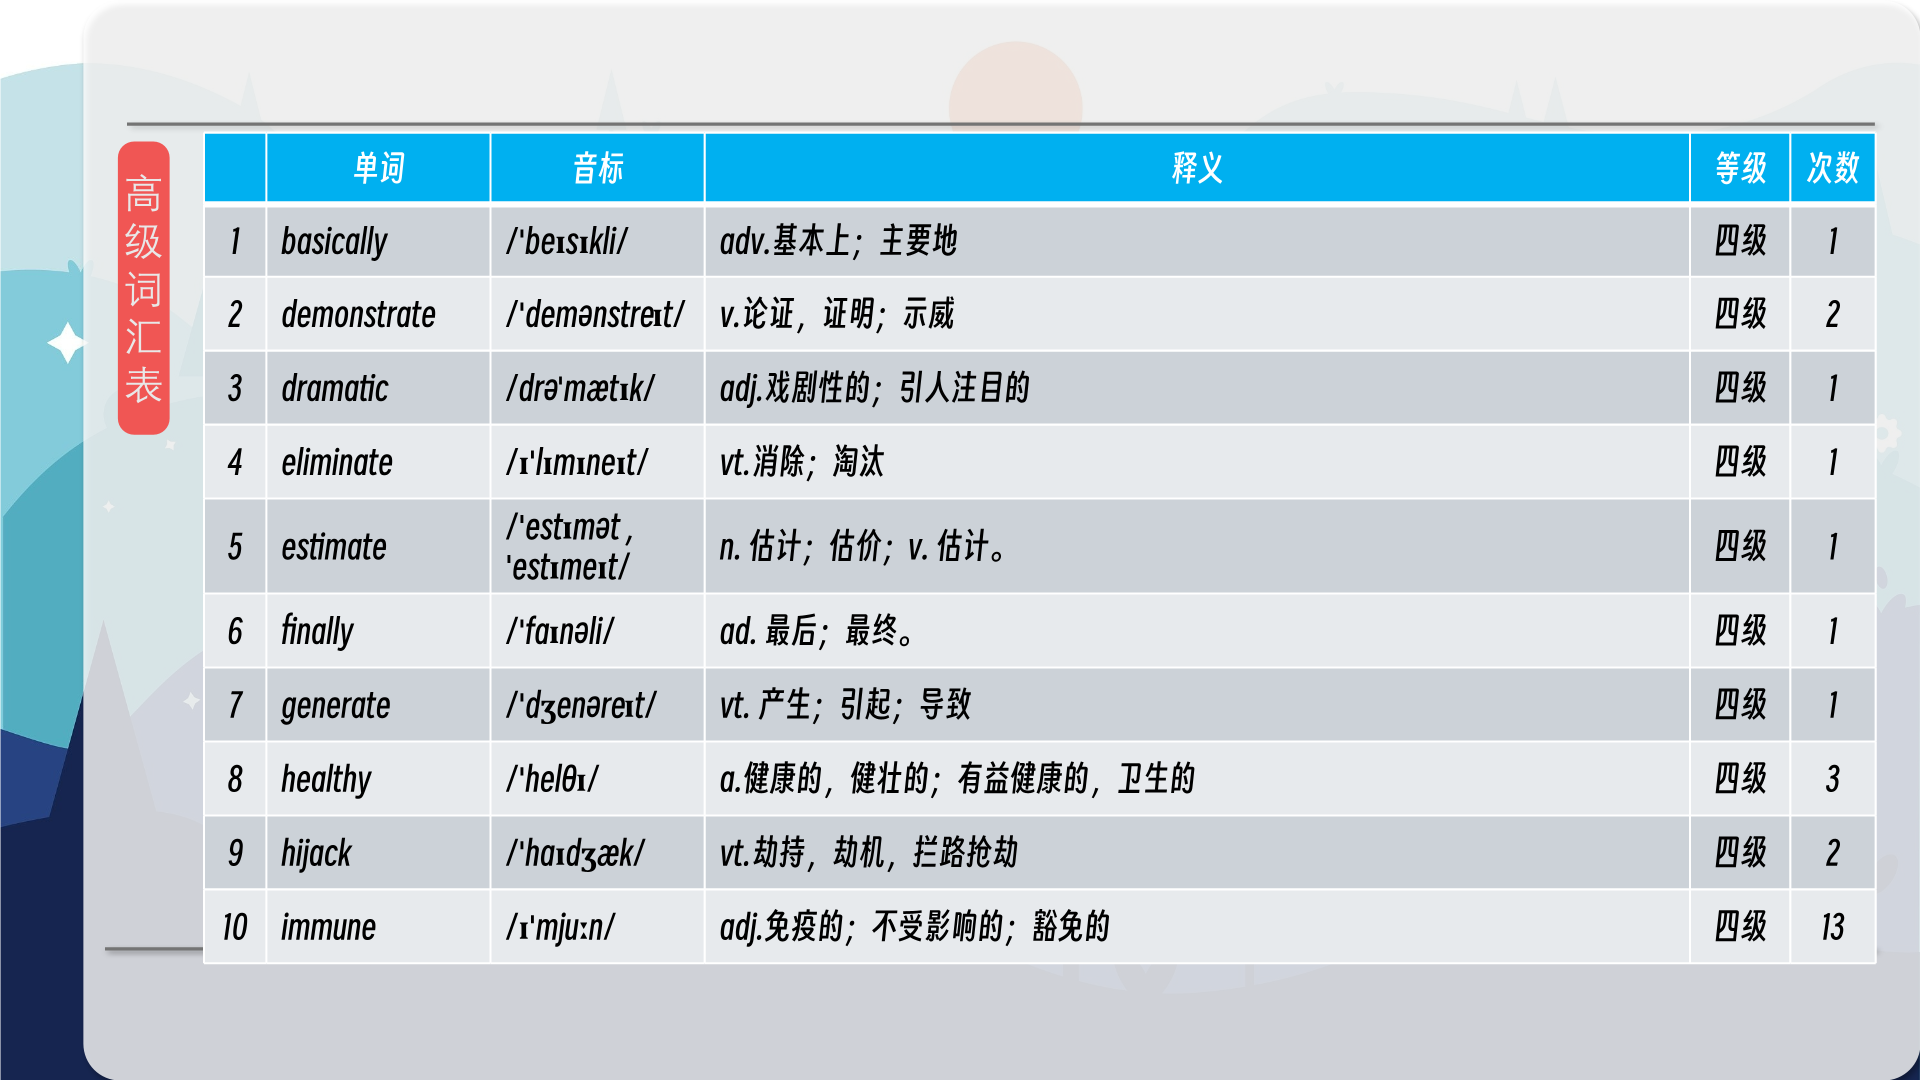 高级词汇表
单词 音标 释义 等级 次数
1 basically /ˈbeɪsɪkli/ adv.基本上；主要地 四级 1
2 demonstrate /ˈdemənstreɪt/ v.论证，证明；示威 四级 2
3 dramatic /drəˈmætɪk/ adj.戏剧性的；引人注目的 四级 1
4 eliminate /ɪˈlɪmɪneɪt/ vt.消除；淘汰 四级 1
5 estimate /ˈestɪmət , ˈestɪmeɪt/ n. 估计；估价；v. 估计。 四级 1
6 finally /ˈfaɪnəli/ ad. 最后；最终。 四级 1
7 generate /ˈdʒenəreɪt/ vt. 产生；引起；导致 四级 1
8 healthy /ˈhelθɪ/ a.健康的，健壮的；有益健康的，卫生的 四级 3
9 hijack /ˈhaɪdʒæk/ vt.劫持，劫机，拦路抢劫 四级 2
10 immune /ɪˈmjuːn/ adj.免疫的；不受影响的；豁免的 四级 13